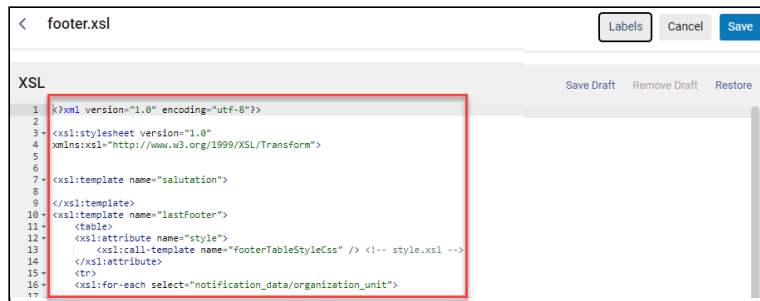 footer.xsl Labels Cancel Save
XSL Save Draft Remove Draft Restore
1 <?xml version="1.0" encoding="utf-8"?>
2
3 <xsl:stylesheet version="1.0"
4 xmlns:xsl="http://www.w3.org/1999/XSL/Transform">
5
6
7 <xsl:template name="salutation">
8
9 </xsl:template>
10 <xsl:template name="lastFooter">
11 <table>
12 <xsl:attribute name="style">
13 <xsl:call-template name="footerTableStyleCss" /> <!-- style.xsl -->
14 </xsl:attribute>
15 <tr>
16 <xsl:for-each select="notification_data/organization_unit">
17